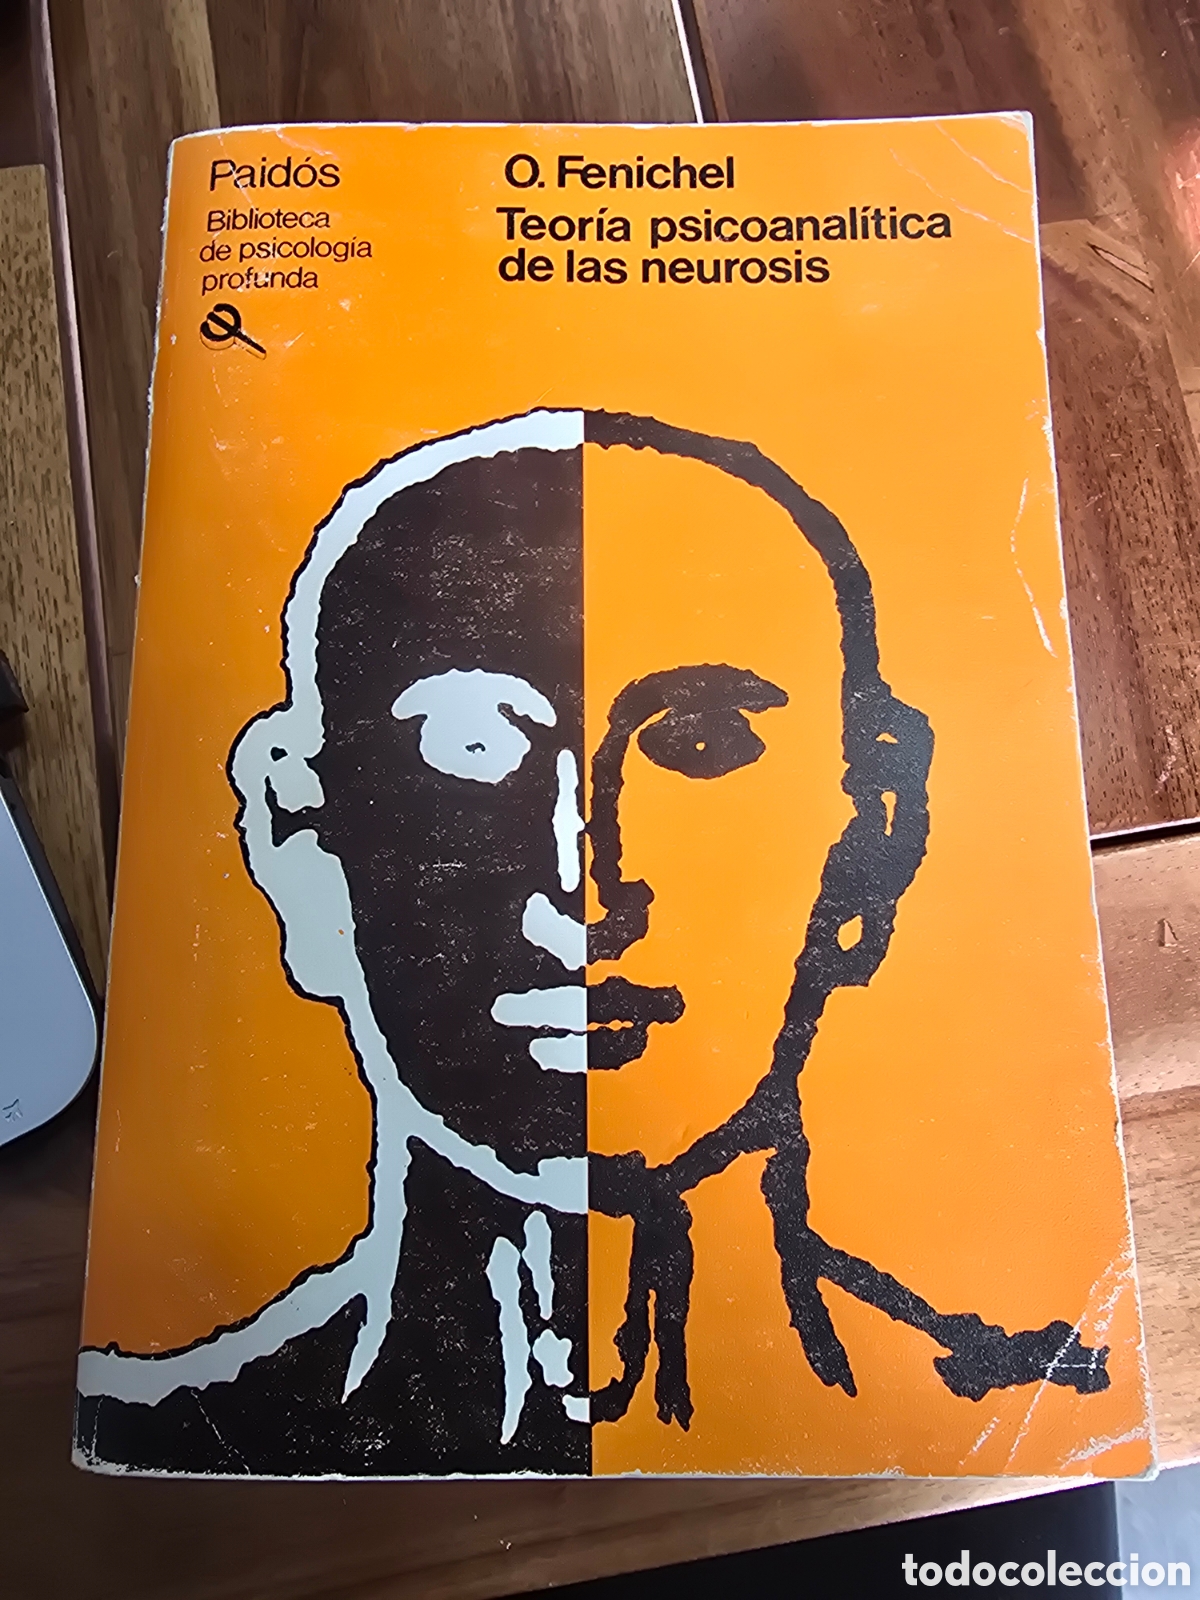 Paidós
Biblioteca
de psicología
profunda
O. Fenichel
Teoría psicoanalítica
de las neurosis
todocoleccion